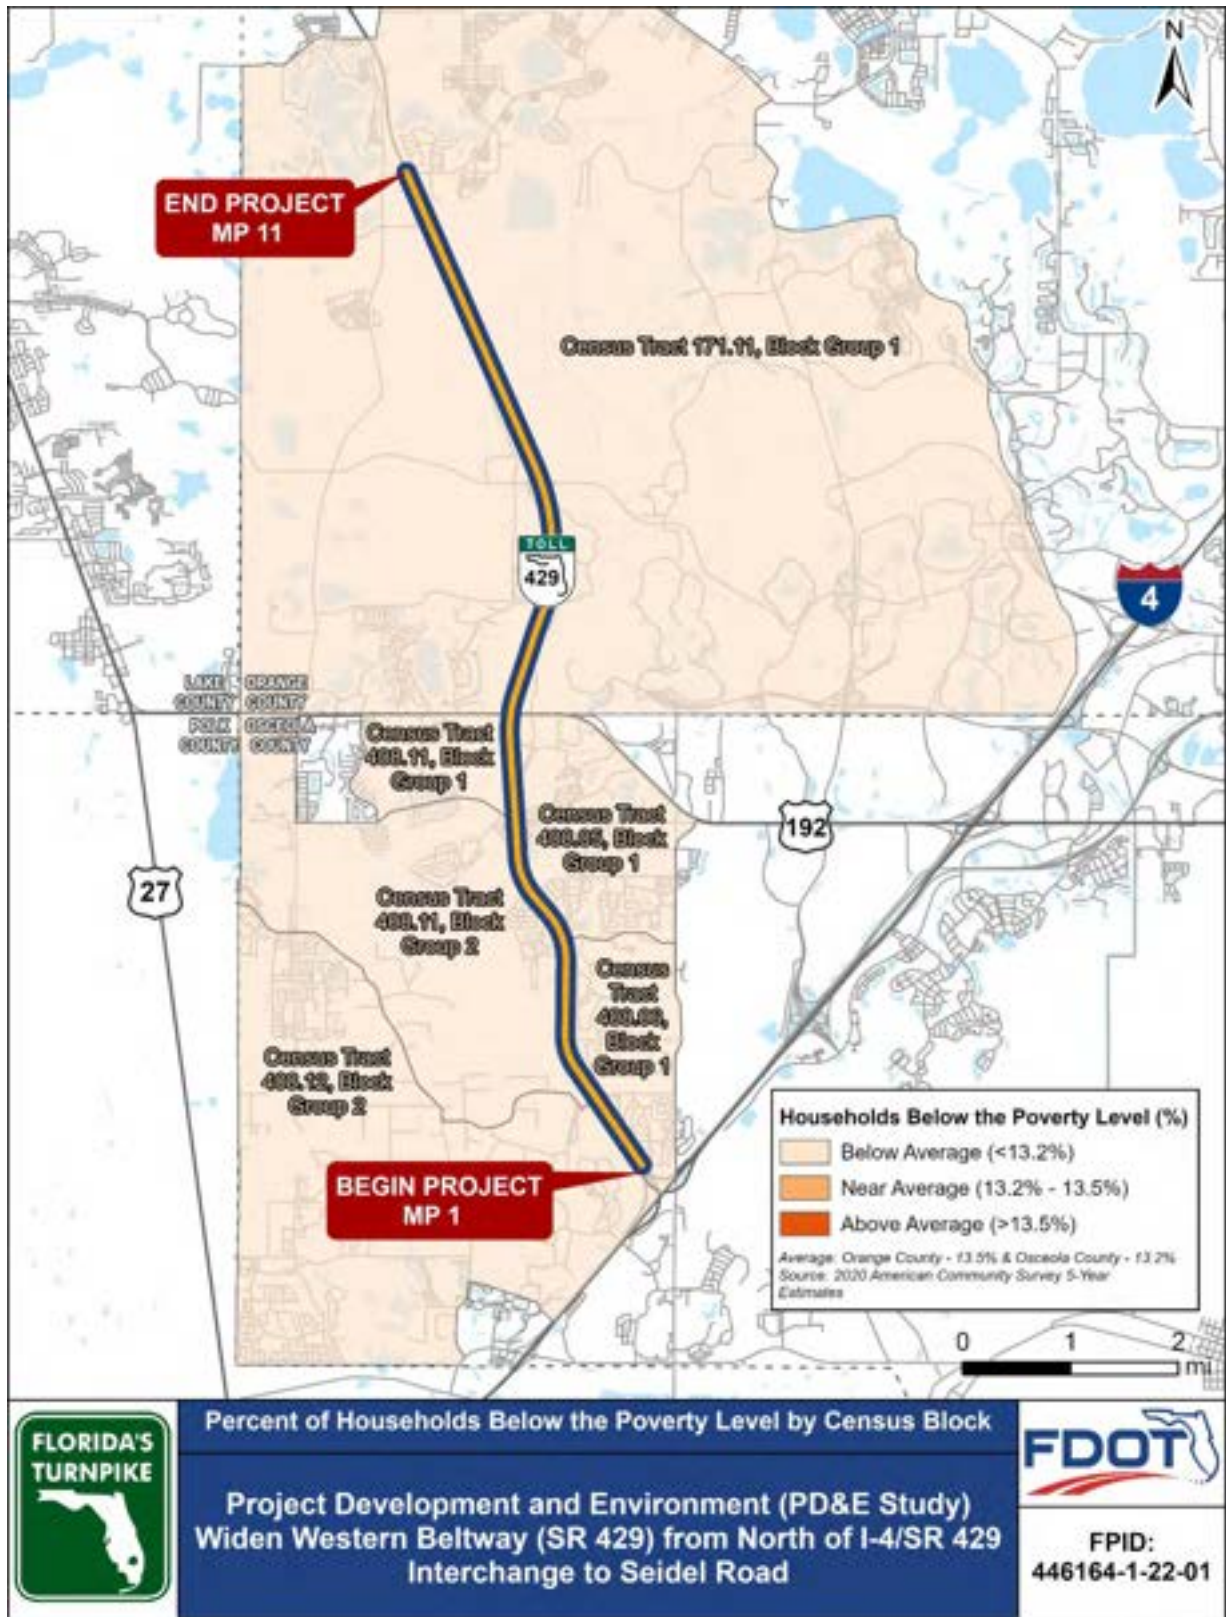 N
END PROJECT
MP 11
Census Tract 171.11, Block Group 1
TOLL
429
4
LAKE COUNTY
ORANGE COUNTY
POLK COUNTY
OSCEOLA COUNTY
Census Tract
408.11, Block
Group 1
Census Tract
Block
Group 1
192
27
Census Tract
408.11, Block
Group 2
Census
Tract
Block
Group 1
Census Tract
408.12, Block
Group 2
BEGIN PROJECT
MP 1
Households Below the Poverty Level (%)
Below Average (<13.2%)
Near Average (13.2% - 13.5%)
Above Average (>13.5%)
Average: Orange County - 13.5% & Osceola County - 13.2%
Source: 2020 American Community Survey 5-Year
Estimates
0 1 2
mi
FLORIDA'S
TURNPIKE
Percent of Households Below the Poverty Level by Census Block
Project Development and Environment (PD&E Study)
Widen Western Beltway (SR 429) from North of I-4/SR 429
Interchange to Seidel Road
FDOT
FPID:
446164-1-22-01